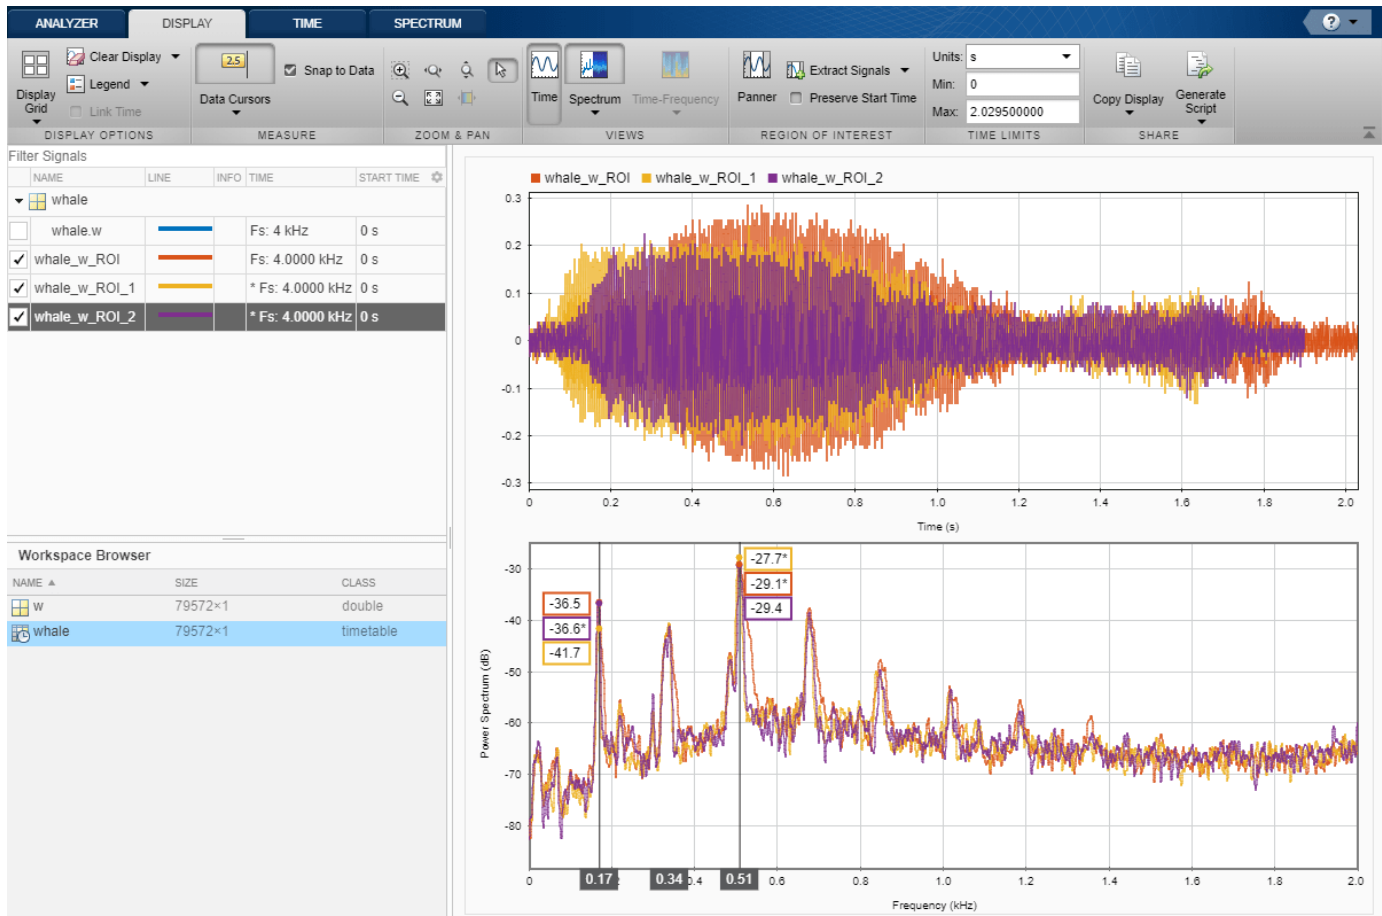 ANALYZER DISPLAY TIME SPECTRUM ?
Display Grid
Clear Display
Legend
Link Time
2.5
Data Cursors
Snap to Data
Time Spectrum Time-Frequency
Panner
Extract Signals
Preserve Start Time
Units: s
Min: 0
Max: 2.029500000
Copy Display
Generate Script
DISPLAY OPTIONS MEASURE ZOOM & PAN VIEWS REGION OF INTEREST TIME LIMITS SHARE
Filter Signals
NAME LINE INFO TIME START TIME
whale
whale.w Fs: 4 kHz 0 s
whale_w_ROI Fs: 4.0000 kHz 0 s
whale_w_ROI_1 * Fs: 4.0000 kHz 0 s
whale_w_ROI_2 * Fs: 4.0000 kHz 0 s
Workspace Browser
NAME SIZE CLASS
w 79572×1 double
whale 79572×1 timetable
whale_w_ROI whale_w_ROI_1 whale_w_ROI_2
0.3
0.2
0.1
0
-0.1
-0.2
-0.3
0 0.2 0.4 0.6 0.8 1.0 1.2 1.4 1.6 1.8 2.0
Time (s)
-27.7*
-29.1*
-29.4
-36.5
-36.6*
-41.7
Power Spectrum (dB)
-30
-40
-50
-60
-70
-80
0 0.17 0.34 0.4 0.51 0.6 0.8 1.0 1.2 1.4 1.6 1.8 2.0
Frequency (kHz)